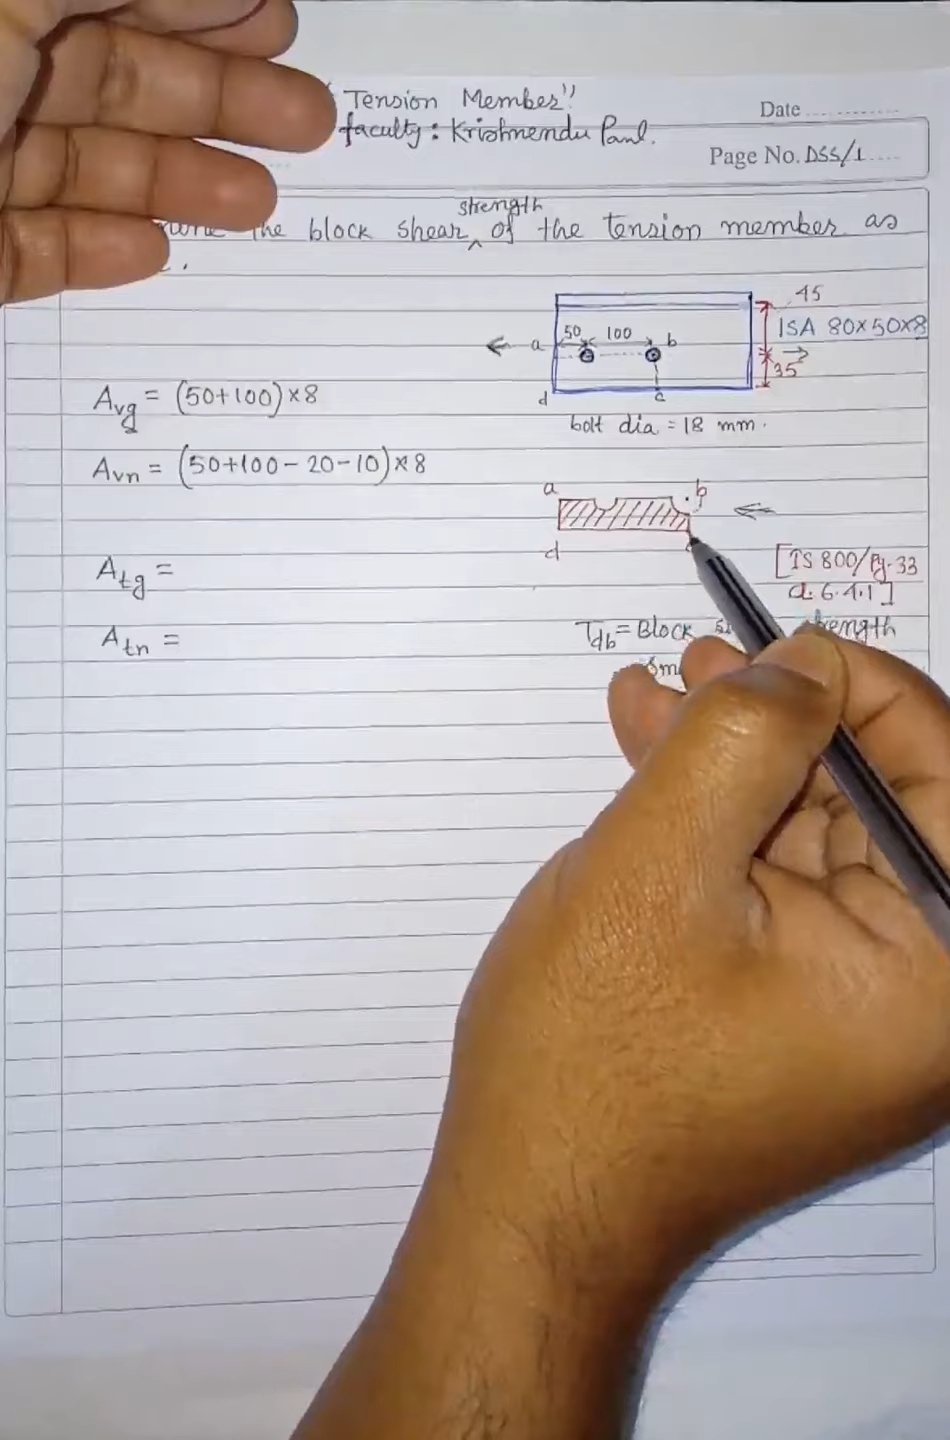 Tension Member"
faculty: Krishnendu Paul.
Date
Page No. DSS/1
strength
the block shear ^ of the tension member as
45
ISA 80×50×8
a 50 100 b
35
d c
bolt dia = 18 mm.
Avg = (50+100)×8
Avn = (50+100-20-10)×8
a b
d
[IS 800/Pg.33
cl. 6.4.1]
Atg =
Atn =
Tdb = Block